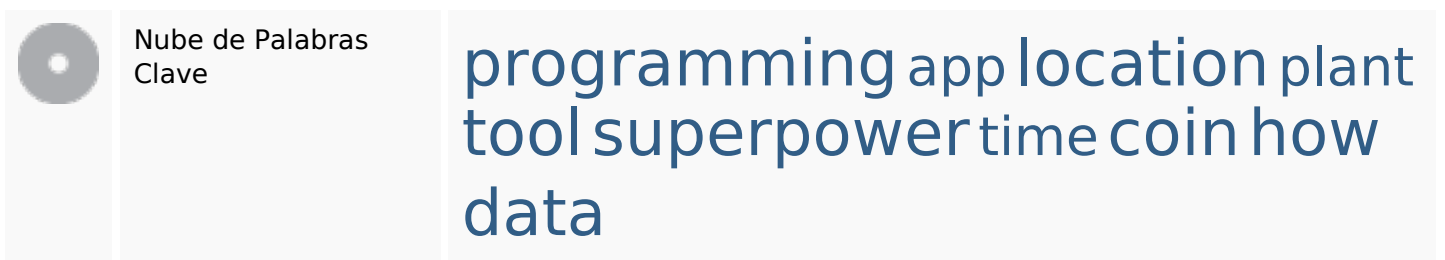 Nube de Palabras
Clave
programming app location plant
tool superpower time coin how
data